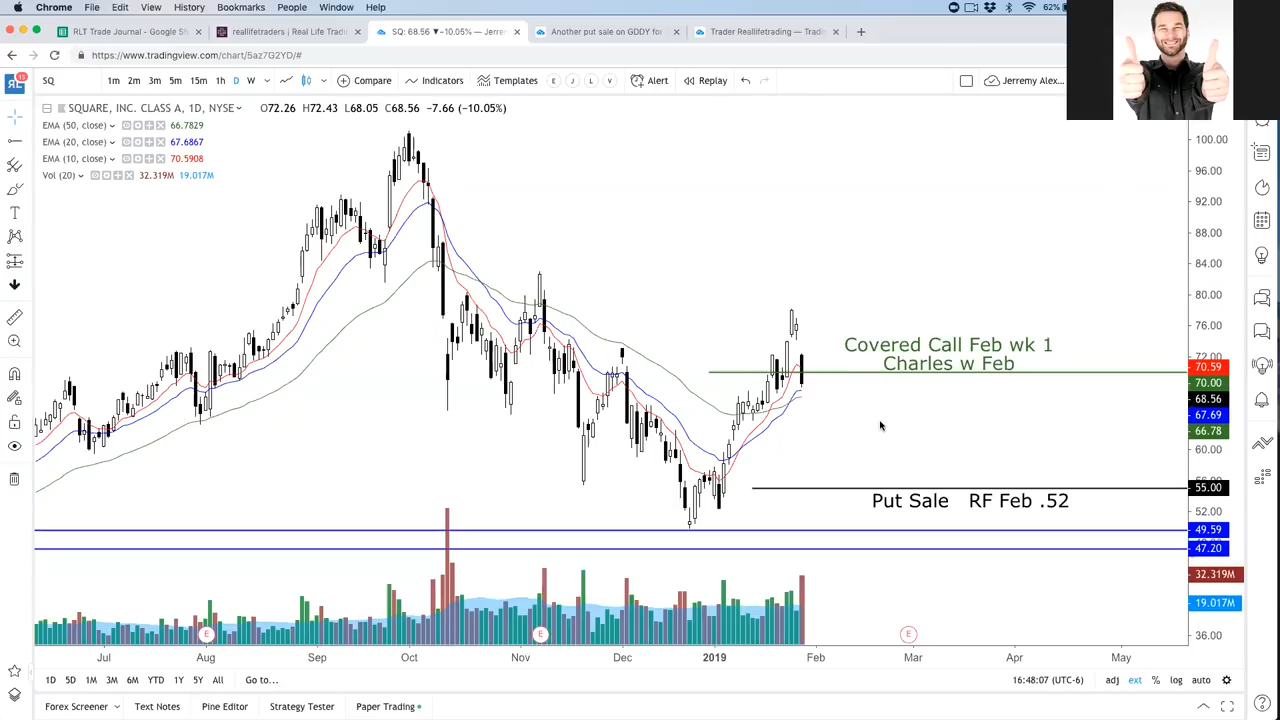 Chrome File Edit View History Bookmarks People Window Help 62%
RLT Trade Journal - Google Sh
reallifetraders | Real Life Tradi
SQ: 68.56 ▼−10.05% — Jerrem
Another put sale on GDDY for
Trader Reallifetrading — Tradi
https://www.tradingview.com/chart/5az7G2YD/#
15
SQ 1m 2m 3m 5m 15m 1h D W Compare Indicators Templates E J L V Alert Replay Jerremy Alex...
SQUARE, INC. CLASS A, 1D, NYSE O72.26 H72.43 L68.05 C68.56 −7.66 (−10.05%)
EMA (50, close) 66.7829
EMA (20, close) 67.6867
EMA (10, close) 70.5908
Vol (20) 32.319M 19.017M
100.00
96.00
92.00
88.00
84.00
80.00
76.00
72.00
70.59
70.00
68.56
67.69
66.78
60.00
55.00
52.00
49.59
47.20
32.319M
19.017M
36.00
Covered Call Feb wk 1
Charles w Feb
Put Sale RF Feb .52
E E E
Jul Aug Sep Oct Nov Dec 2019 Feb Mar Apr May
1D 5D 1M 3M 6M YTD 1Y 5Y All Go to... 16:48:07 (UTC-6) adj ext % log auto
Forex Screener Text Notes Pine Editor Strategy Tester Paper Trading